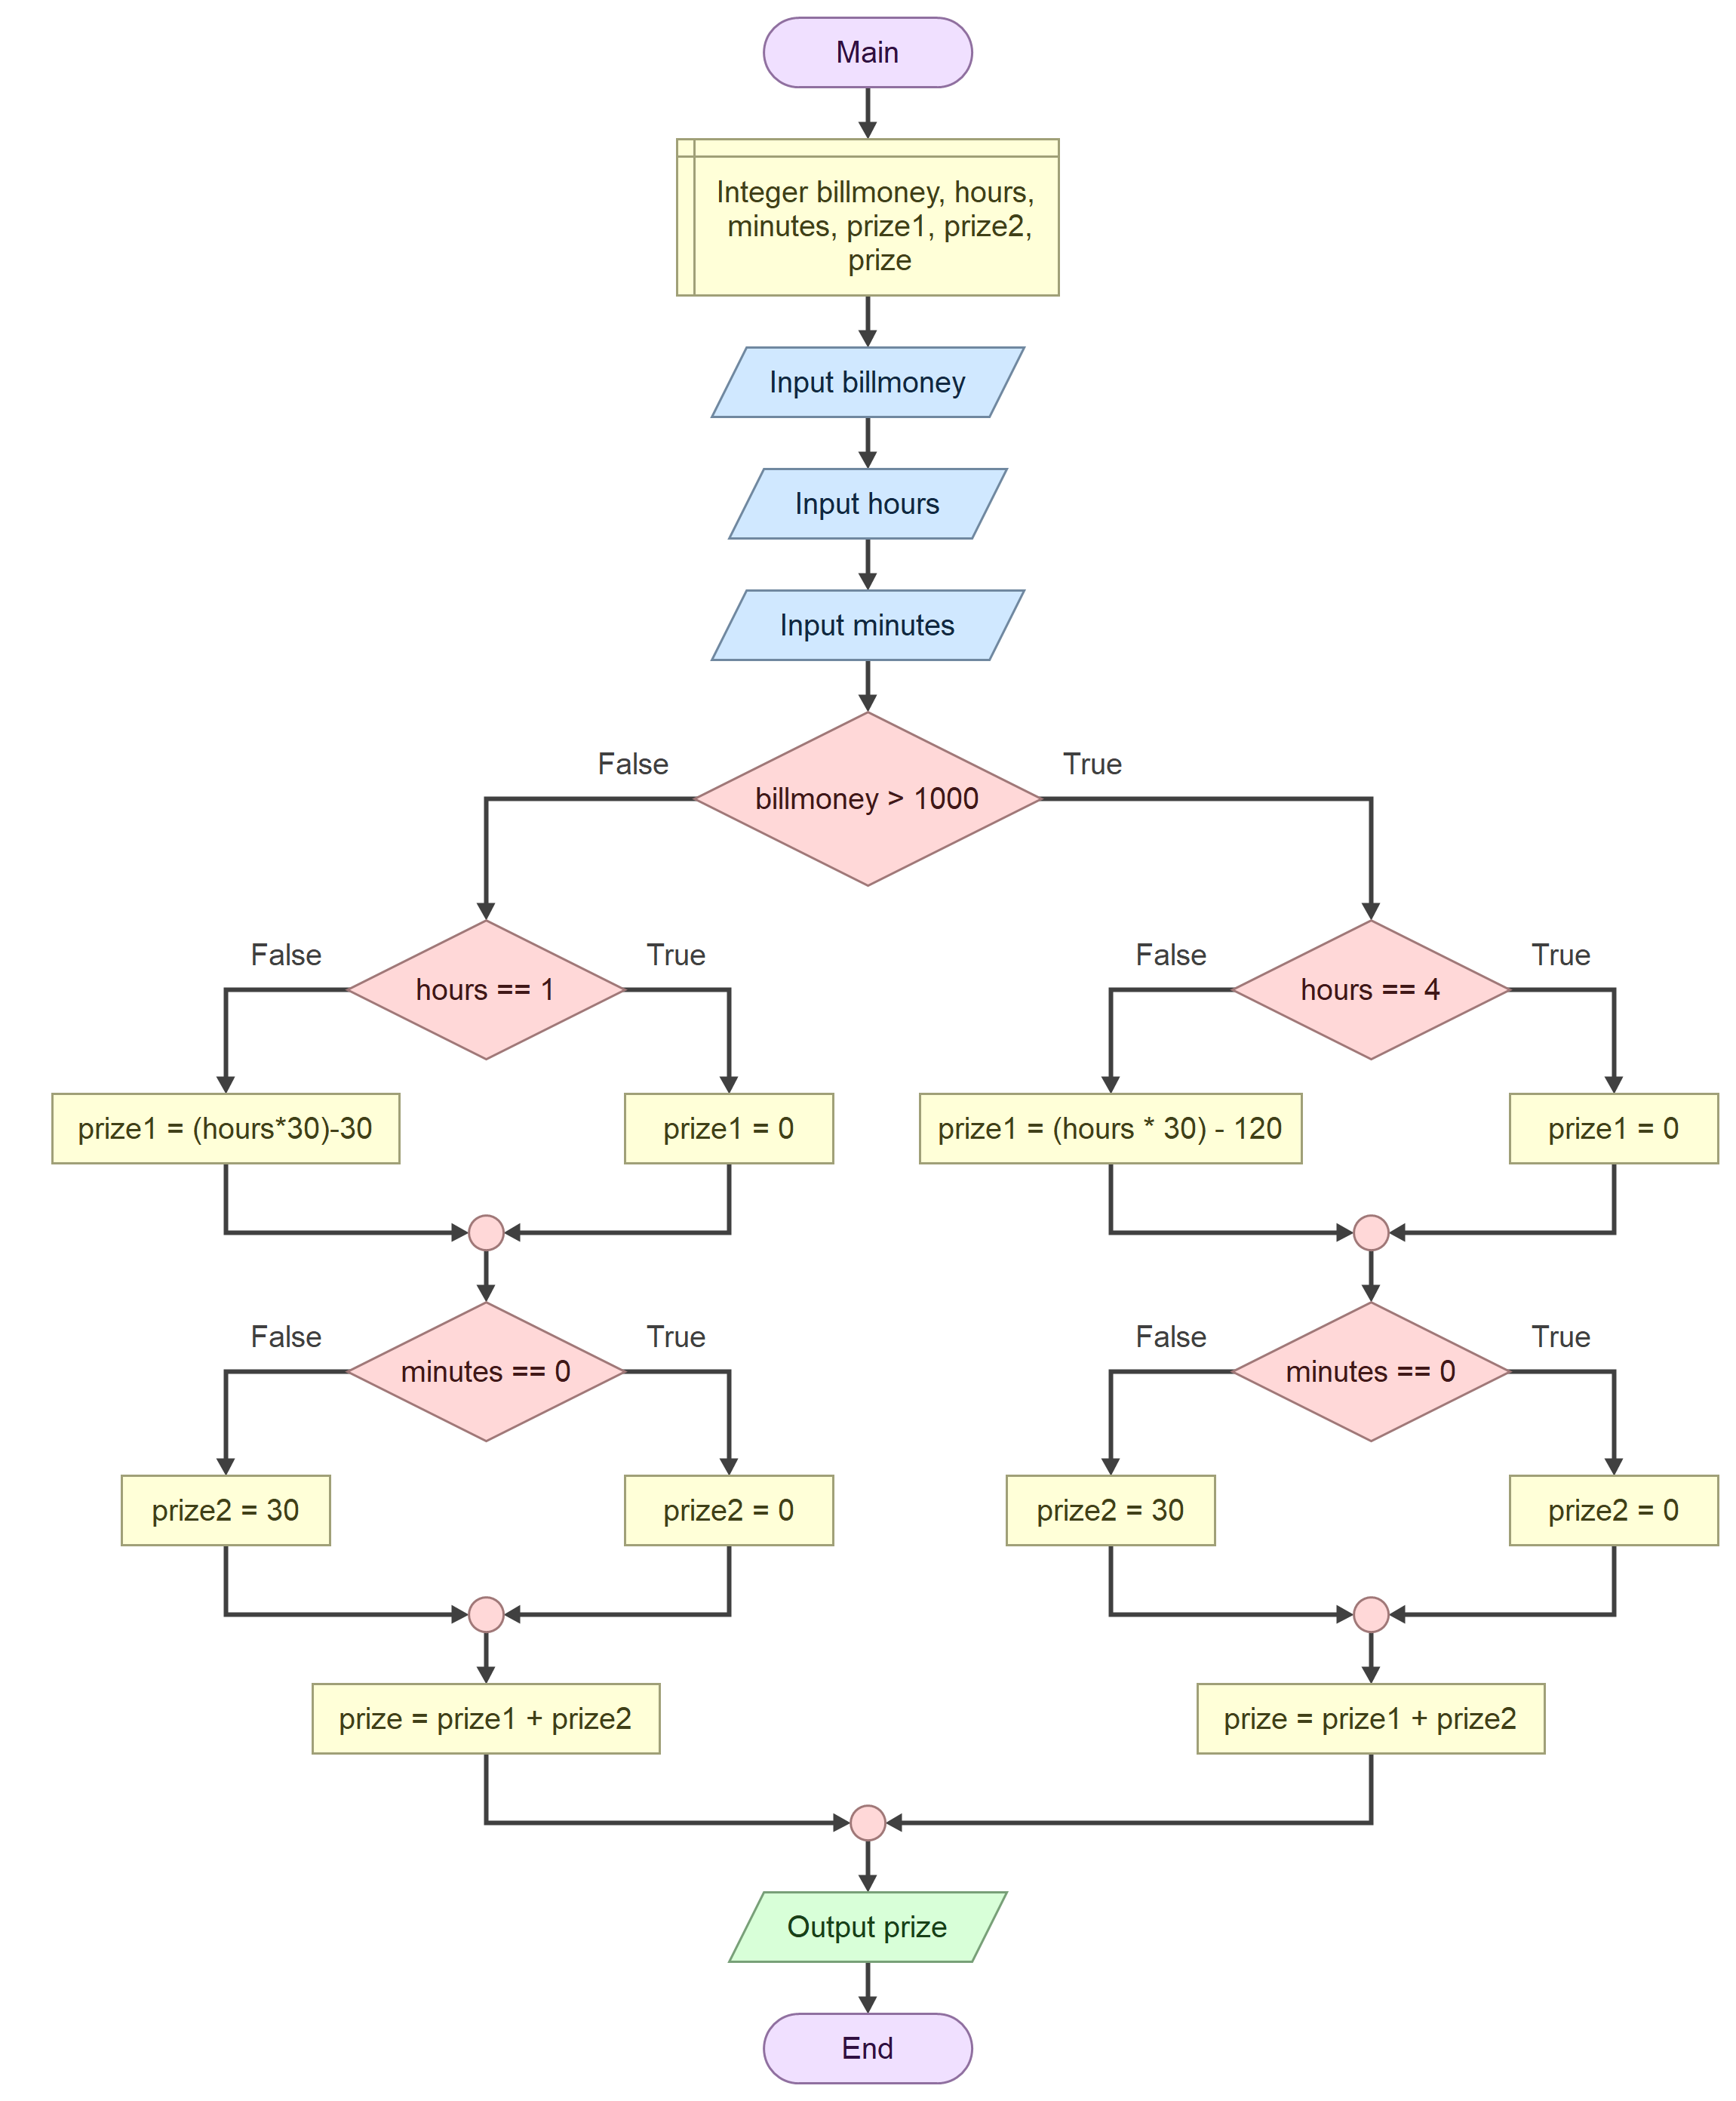 Main
Integer billmoney, hours,
minutes, prize1, prize2,
prize
Input billmoney
Input hours
Input minutes
False
True
billmoney > 1000
False
True
False
True
hours == 1
hours == 4
prize1 = (hours*30)-30
prize1 = 0
prize1 = (hours * 30) - 120
prize1 = 0
False
True
False
True
minutes == 0
minutes == 0
prize2 = 30
prize2 = 0
prize2 = 30
prize2 = 0
prize = prize1 + prize2
prize = prize1 + prize2
Output prize
End